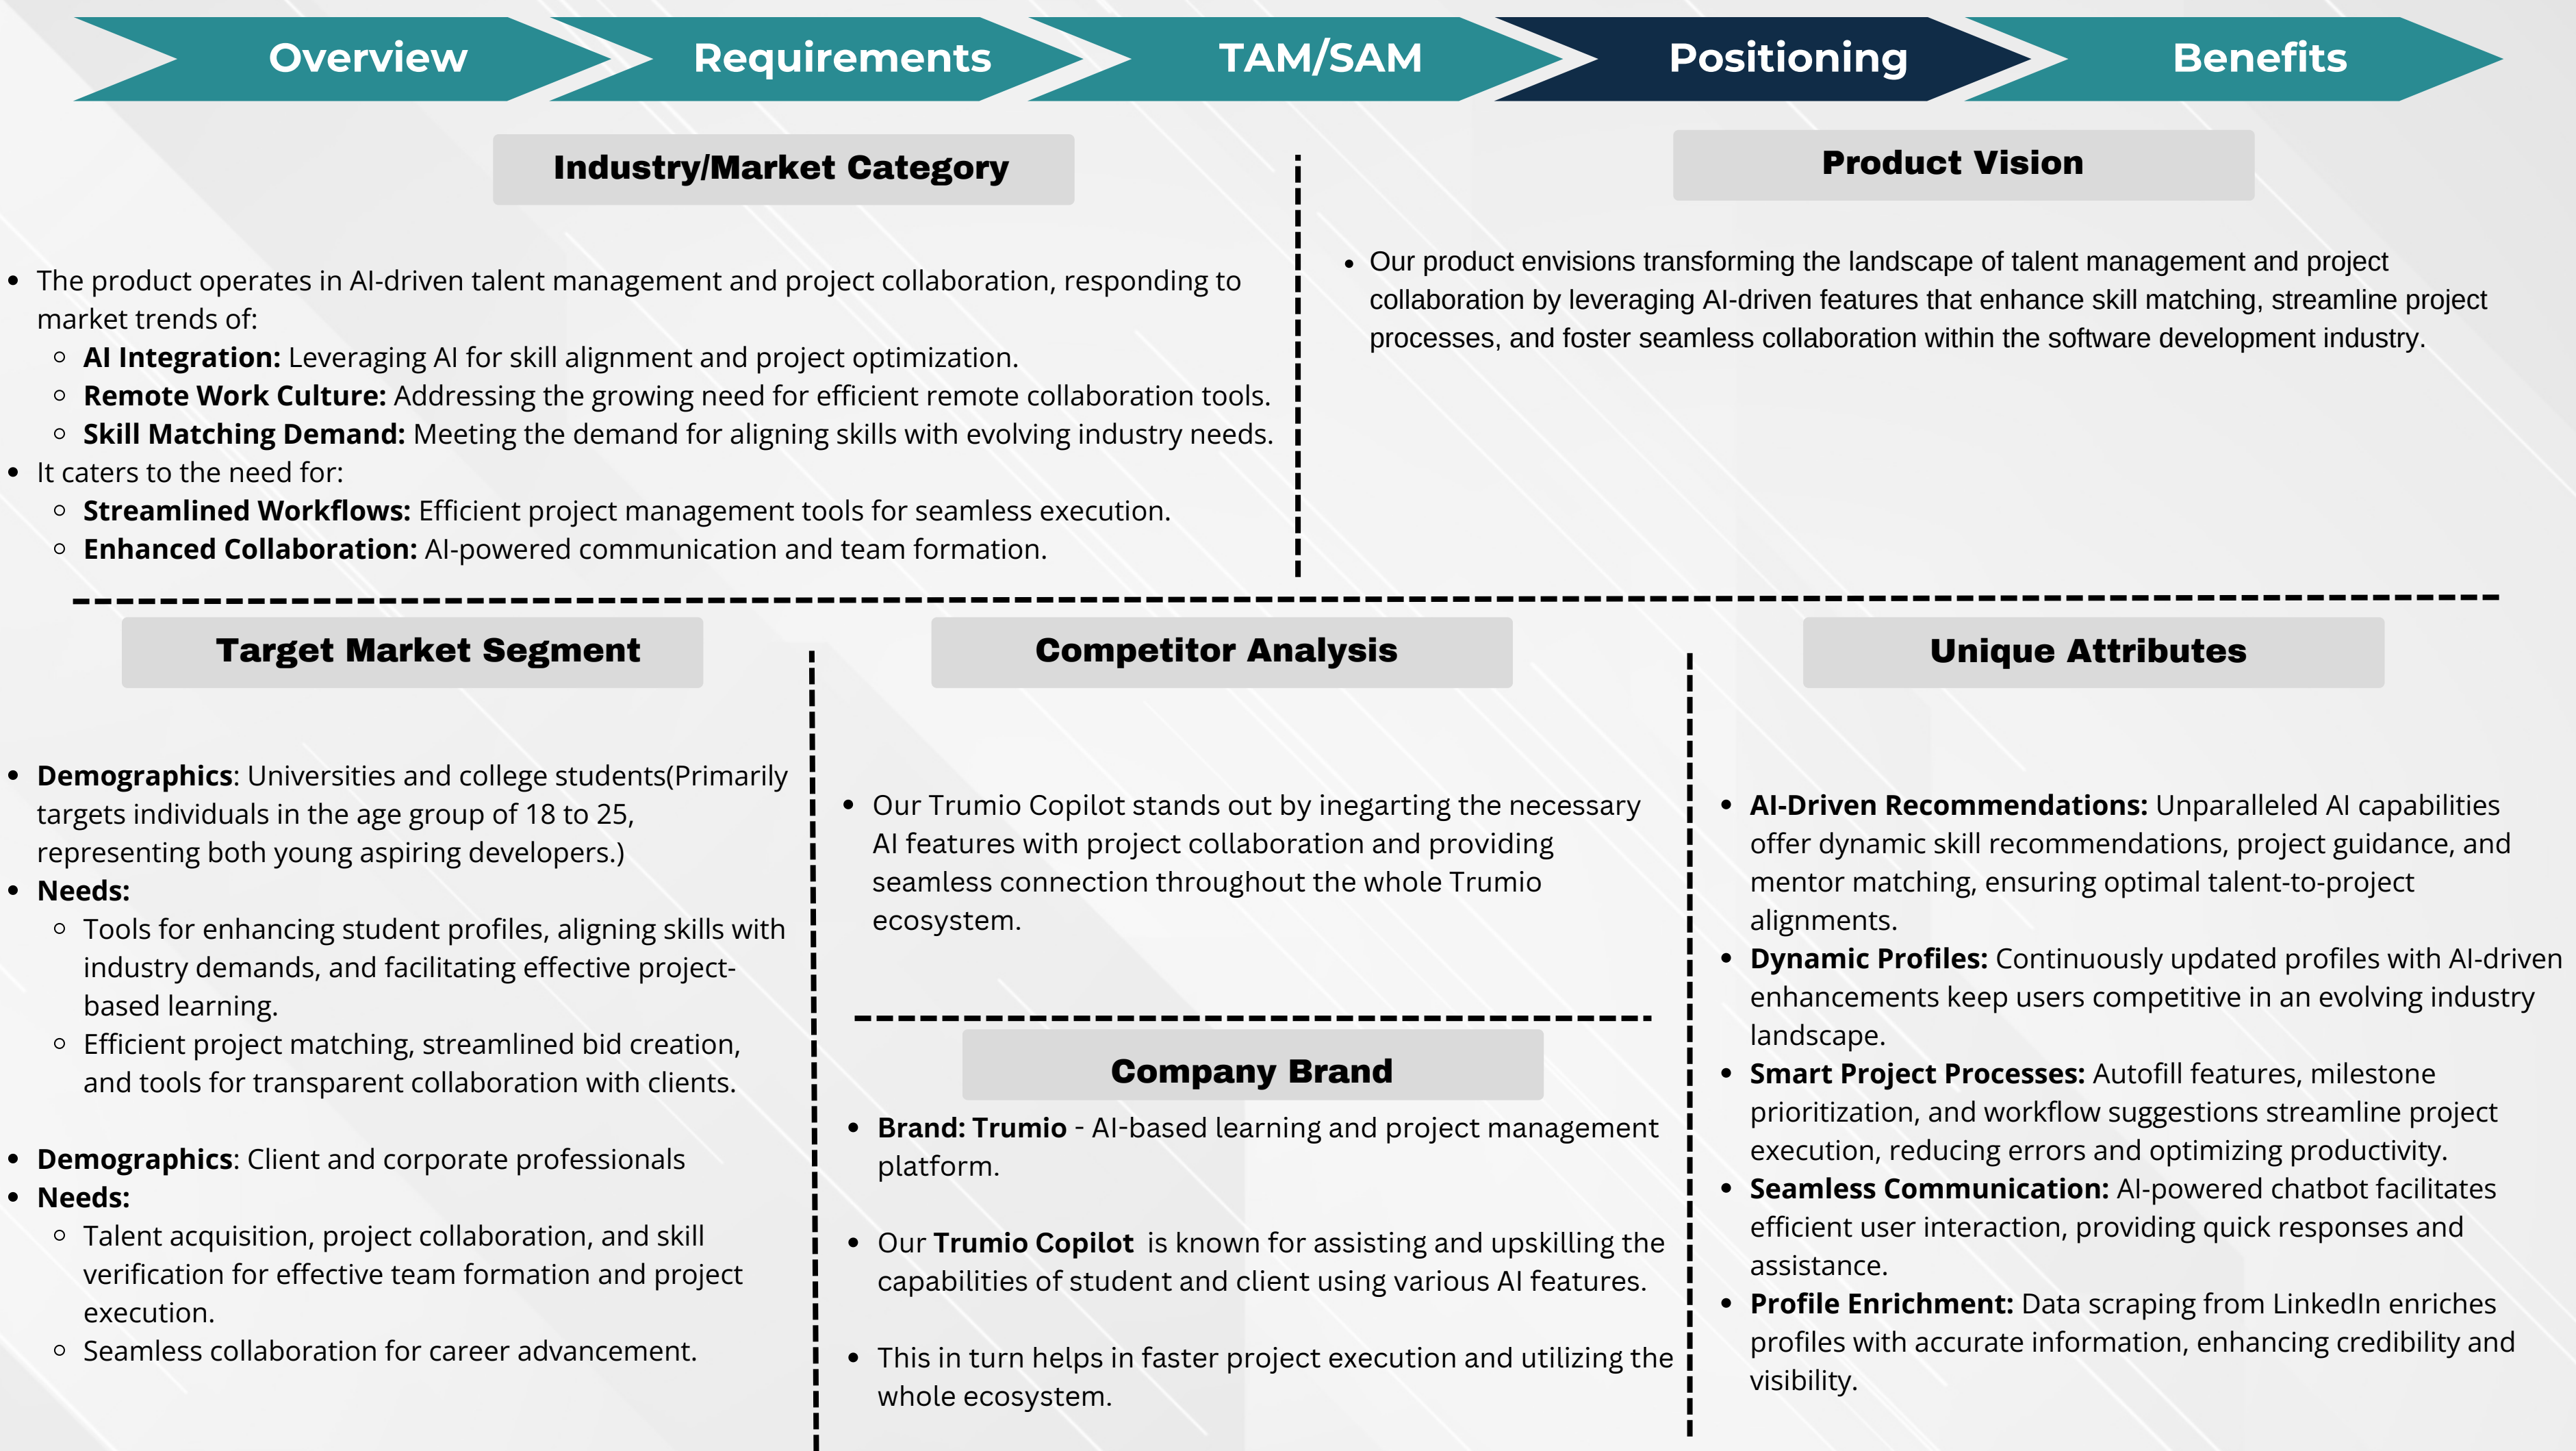 Overview
Requirements
TAM/SAM
Positioning
Benefits
Industry/Market Category
• The product operates in AI-driven talent management and project collaboration, responding to
market trends of:
○ AI Integration: Leveraging AI for skill alignment and project optimization.
○ Remote Work Culture: Addressing the growing need for efficient remote collaboration tools.
○ Skill Matching Demand: Meeting the demand for aligning skills with evolving industry needs.
• It caters to the need for:
○ Streamlined Workflows: Efficient project management tools for seamless execution.
○ Enhanced Collaboration: AI-powered communication and team formation.
Product Vision
• Our product envisions transforming the landscape of talent management and project
collaboration by leveraging AI-driven features that enhance skill matching, streamline project
processes, and foster seamless collaboration within the software development industry.
Target Market Segment
• Demographics: Universities and college students(Primarily
targets individuals in the age group of 18 to 25,
representing both young aspiring developers.)
• Needs:
○ Tools for enhancing student profiles, aligning skills with
industry demands, and facilitating effective project-
based learning.
○ Efficient project matching, streamlined bid creation,
and tools for transparent collaboration with clients.
• Demographics: Client and corporate professionals
• Needs:
○ Talent acquisition, project collaboration, and skill
verification for effective team formation and project
execution.
○ Seamless collaboration for career advancement.
Competitor Analysis
• Our Trumio Copilot stands out by inegarting the necessary
AI features with project collaboration and providing
seamless connection throughout the whole Trumio
ecosystem.
Company Brand
• Brand: Trumio - AI-based learning and project management
platform.
• Our Trumio Copilot is known for assisting and upskilling the
capabilities of student and client using various AI features.
• This in turn helps in faster project execution and utilizing the
whole ecosystem.
Unique Attributes
• AI-Driven Recommendations: Unparalleled AI capabilities
offer dynamic skill recommendations, project guidance, and
mentor matching, ensuring optimal talent-to-project
alignments.
• Dynamic Profiles: Continuously updated profiles with AI-driven
enhancements keep users competitive in an evolving industry
landscape.
• Smart Project Processes: Autofill features, milestone
prioritization, and workflow suggestions streamline project
execution, reducing errors and optimizing productivity.
• Seamless Communication: AI-powered chatbot facilitates
efficient user interaction, providing quick responses and
assistance.
• Profile Enrichment: Data scraping from LinkedIn enriches
profiles with accurate information, enhancing credibility and
visibility.